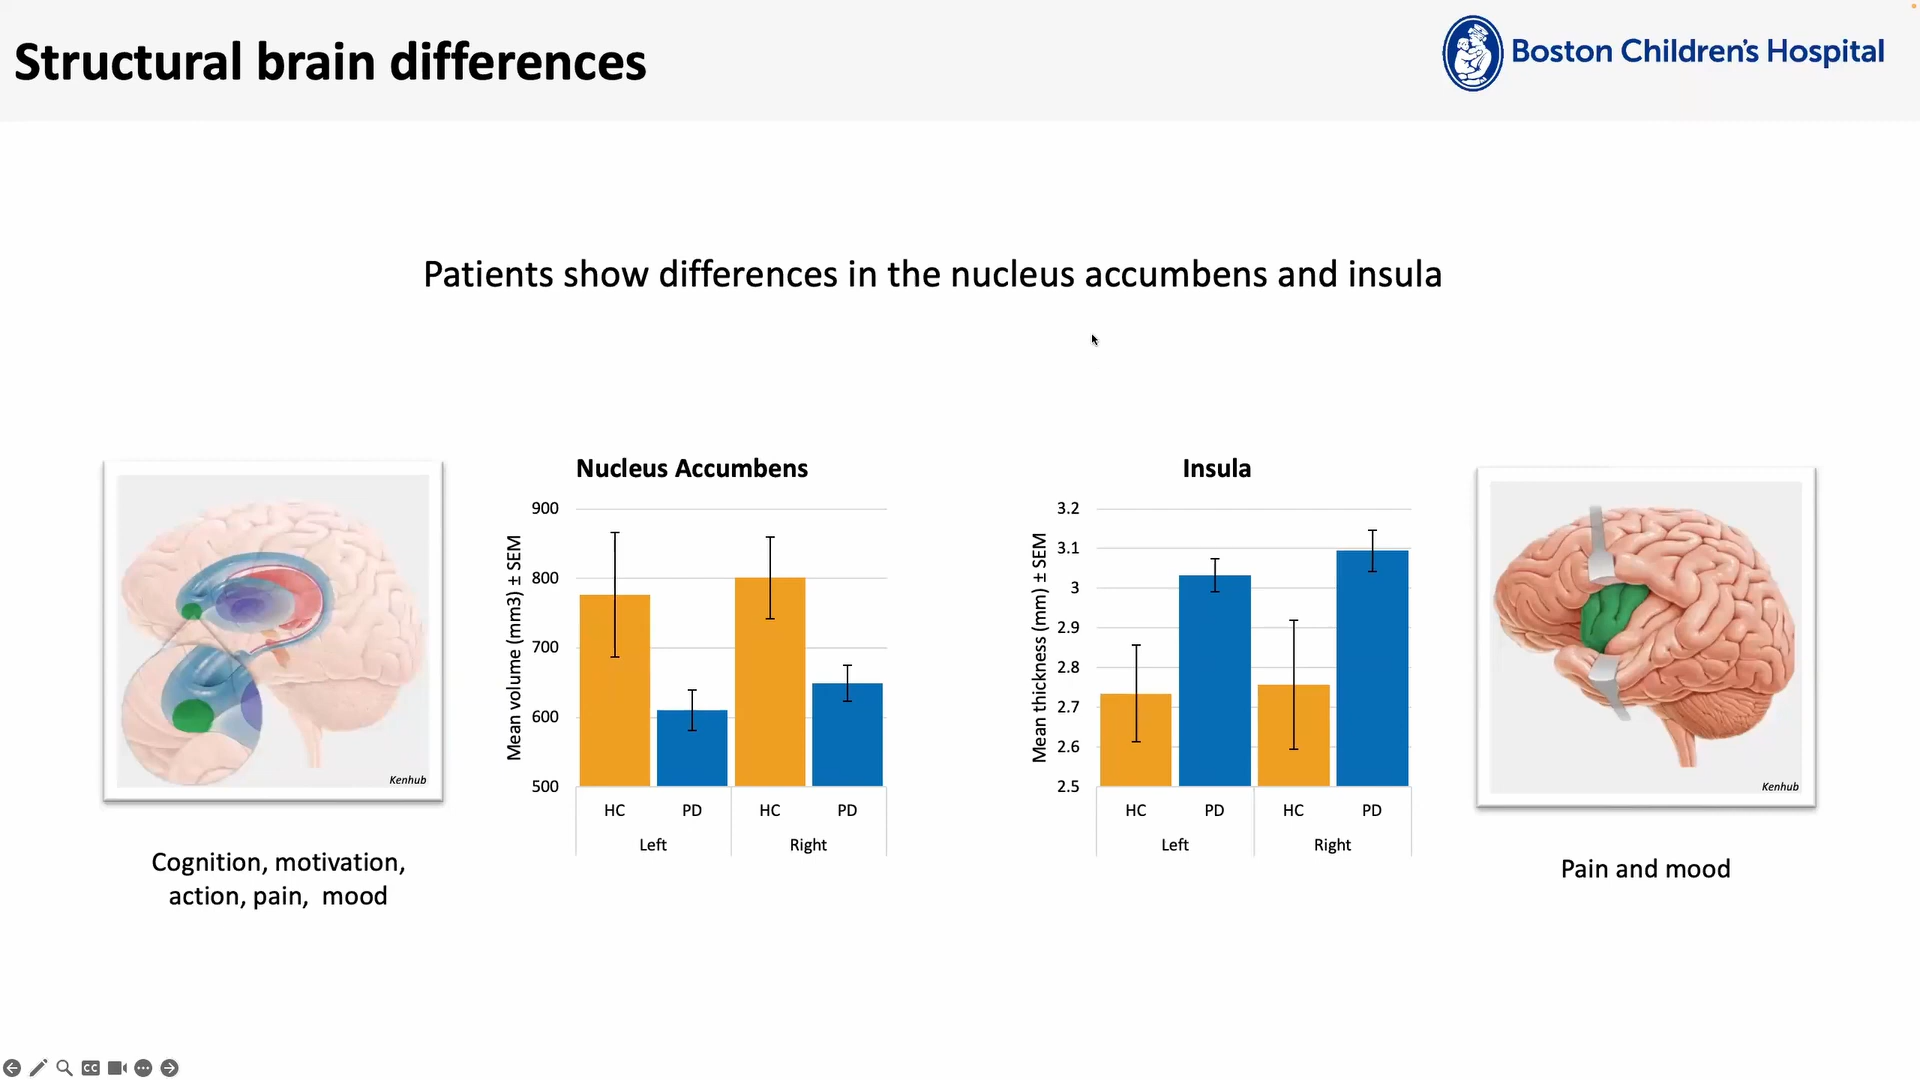 Structural brain differences
Boston Children's Hospital
Patients show differences in the nucleus accumbens and insula
Kenhub
Cognition, motivation,
action, pain, mood
Nucleus Accumbens
Mean volume (mm3) ± SEM
900
800
700
600
500
HC PD HC PD
Left Right
Insula
Mean thickness (mm) ± SEM
3.2
3.1
3
2.9
2.8
2.7
2.6
2.5
HC PD HC PD
Left Right
Kenhub
Pain and mood
CC